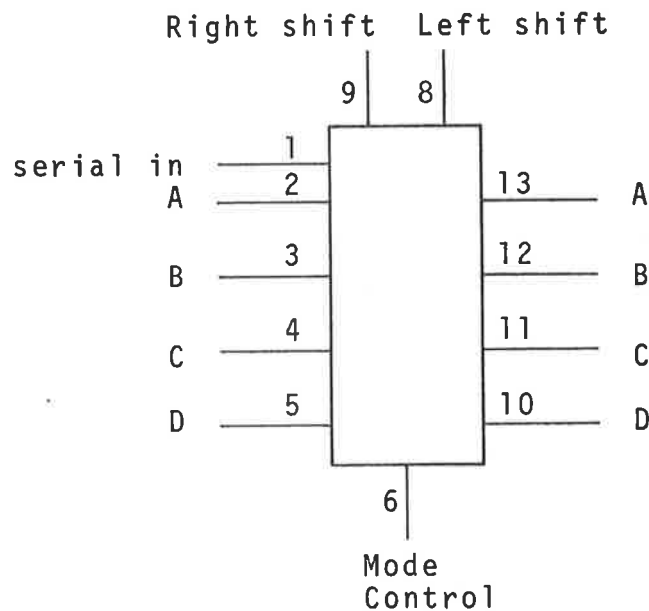 Right shift Left shift
9 8
serial in 1
A 2 13 A
B 3 12 B
C 4 11 C
D 5 10 D
6
Mode
Control